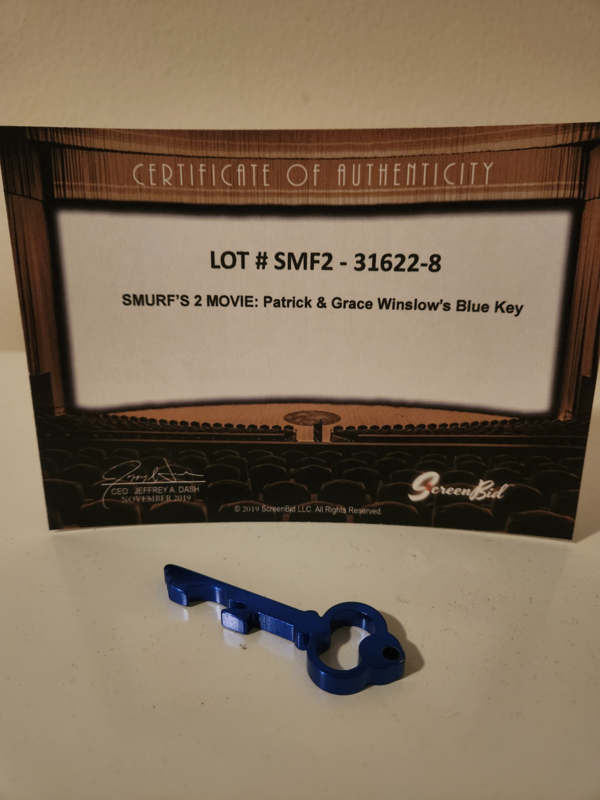 CERTIFICATE OF AUTHENTICITY
LOT # SMF2 - 31622-8
SMURF'S 2 MOVIE: Patrick & Grace Winslow's Blue Key
CEO JEFFREY A. DASH
NOVEMBER 2019
ScreenBid
© 2019 ScreenBid LLC. All Rights Reserved.